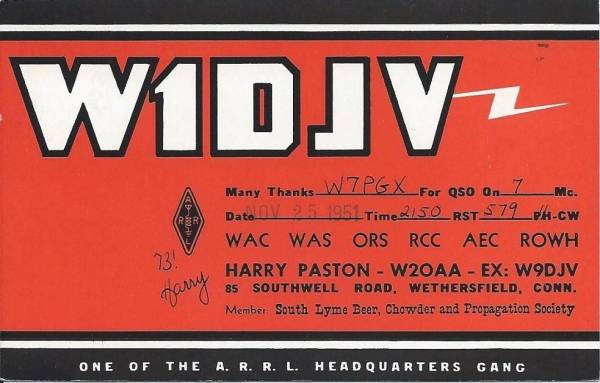 W1DJV
Many Thanks W7PGX For QSO On 7 Mc.
Date NOV 25 1951 Time 2150 RST 579 PH-CW
WAC WAS ORS RCC AEC ROWH
HARRY PASTON - W2OAA - EX: W9DJV
85 SOUTHWELL ROAD, WETHERSFIELD, CONN.
Member: South Lyme Beer, Chowder and Propagation Society
A
R R
L
73!
Harry
ONE OF THE A. R. R. L. HEADQUARTERS GANG